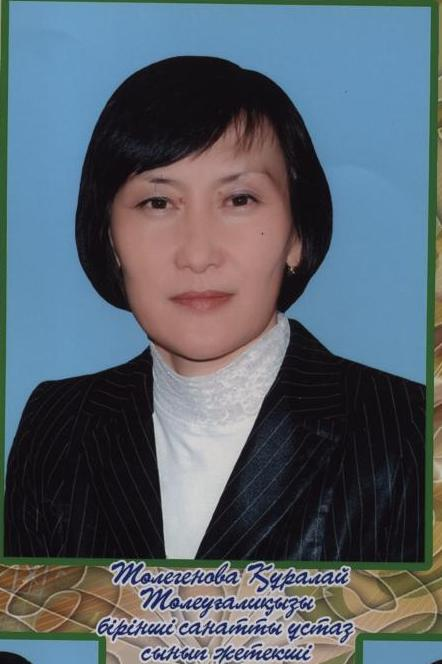 Төлегенова Құралай
Төлеуғалиқызы
бірінші санатты ұстаз
сынып жетекші